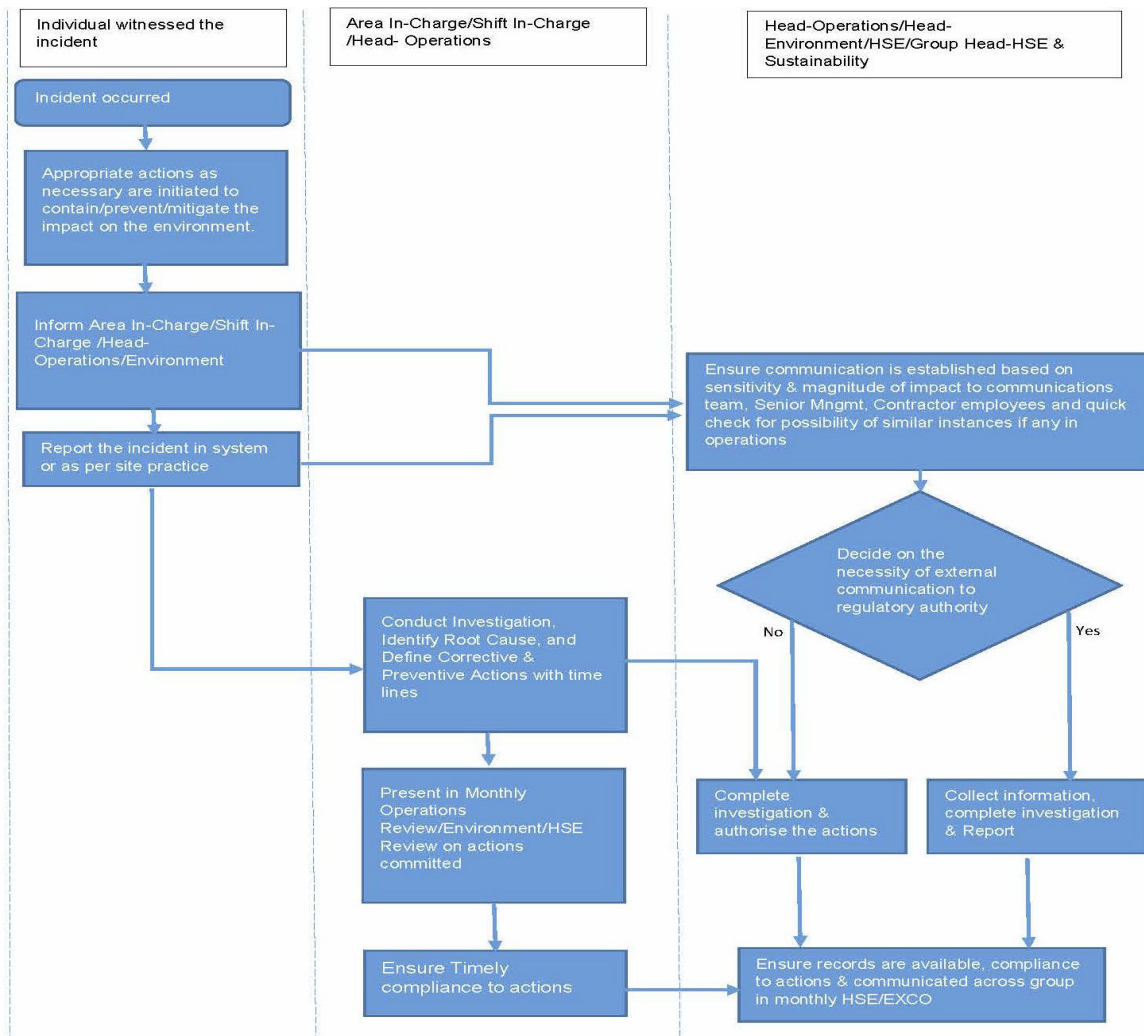 Individual witnessed the
incident
Area In-Charge/Shift In-Charge
/Head- Operations
Head-Operations/Head-
Environment/HSE/Group Head-HSE &
Sustainability
Incident occurred
Appropriate actions as
necessary are initiated to
contain/prevent/mitigate the
impact on the environment.
Inform Area In-Charge/Shift In-
Charge /Head-
Operations/Environment
Report the incident in system
or as per site practice
Ensure communication is established based on
sensitivity & magnitude of impact to communications
team, Senior Mngmt, Contractor employees and quick
check for possibility of similar instances if any in
operations
Decide on the
necessity of external
communication to
regulatory authority
No
Yes
Conduct Investigation,
Identify Root Cause, and
Define Corrective &
Preventive Actions with time
lines
Present in Monthly
Operations
Review/Environment/HSE
Review on actions
committed
Complete
investigation &
authorise the actions
Collect information,
complete investigation
& Report
Ensure Timely
compliance to actions
Ensure records are available, compliance
to actions & communicated across group
in monthly HSE/EXCO